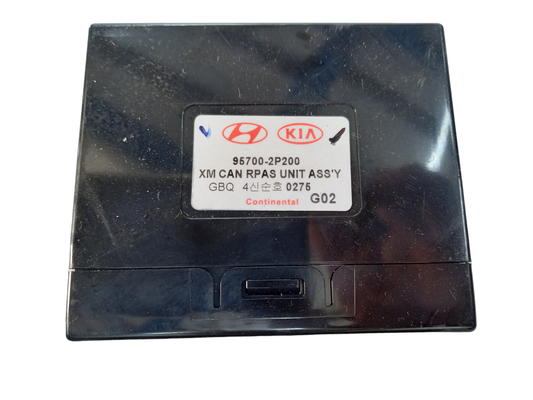 KIA
95700-2P200
XM CAN RPAS UNIT ASS'Y
GBQ 4신순호 0275
Continental G02